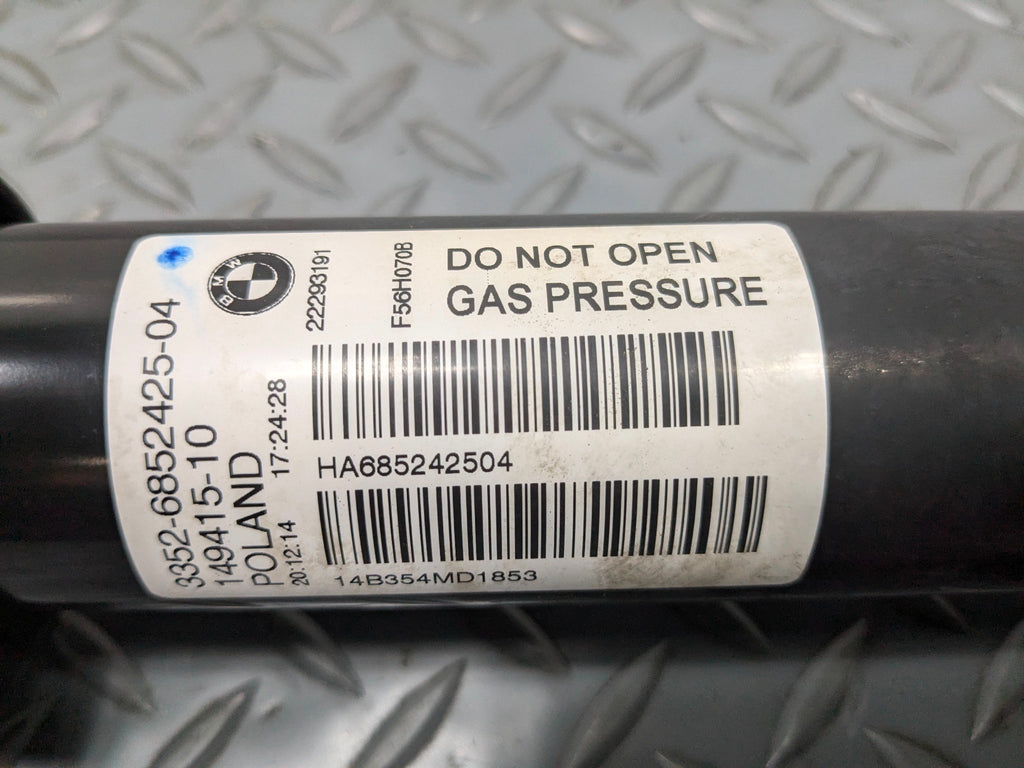 BMW
3352-6852425-04
149415-10
POLAND
20:12.14 17:24:28
22293191
F56H070B
DO NOT OPEN
GAS PRESSURE
HA685242504
14B354MD1853